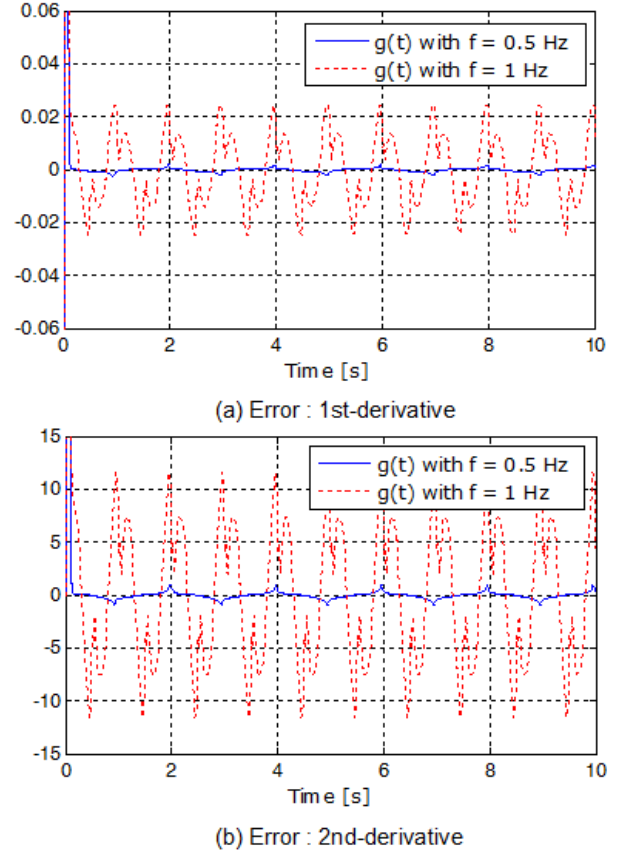 0.06
0.04
0.02
0
-0.02
-0.04
-0.06
g(t) with f = 0.5 Hz
g(t) with f = 1 Hz
0 2 4 6 8 10
Time [s]
(a) Error : 1st-derivative
15
10
5
0
-5
-10
-15
g(t) with f = 0.5 Hz
g(t) with f = 1 Hz
0 2 4 6 8 10
Time [s]
(b) Error : 2nd-derivative